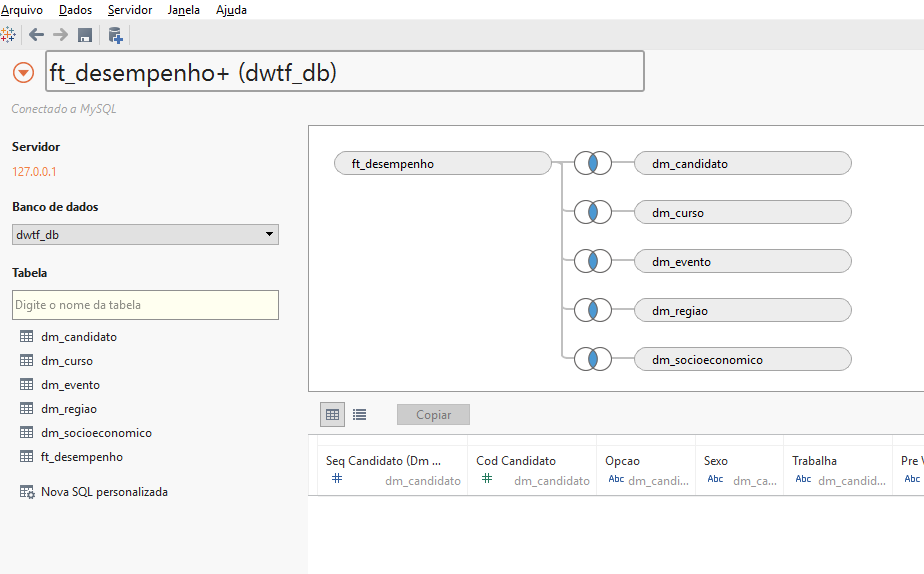 Arquivo Dados Servidor Janela Ajuda
ft_desempenho+ (dwtf_db)
Conectado a MySQL
Servidor
127.0.0.1
Banco de dados
dwtf_db
Tabela
Digite o nome da tabela
dm_candidato
dm_curso
dm_evento
dm_regiao
dm_socioeconomico
ft_desempenho
Nova SQL personalizada
ft_desempenho
dm_candidato
dm_curso
dm_evento
dm_regiao
dm_socioeconomico
Copiar
Seq Candidato (Dm ... Cod Candidato Opcao Sexo Trabalha Pre
# dm_candidato # dm_candidato Abc dm_candi... Abc dm_ca... Abc dm_candid... Abc